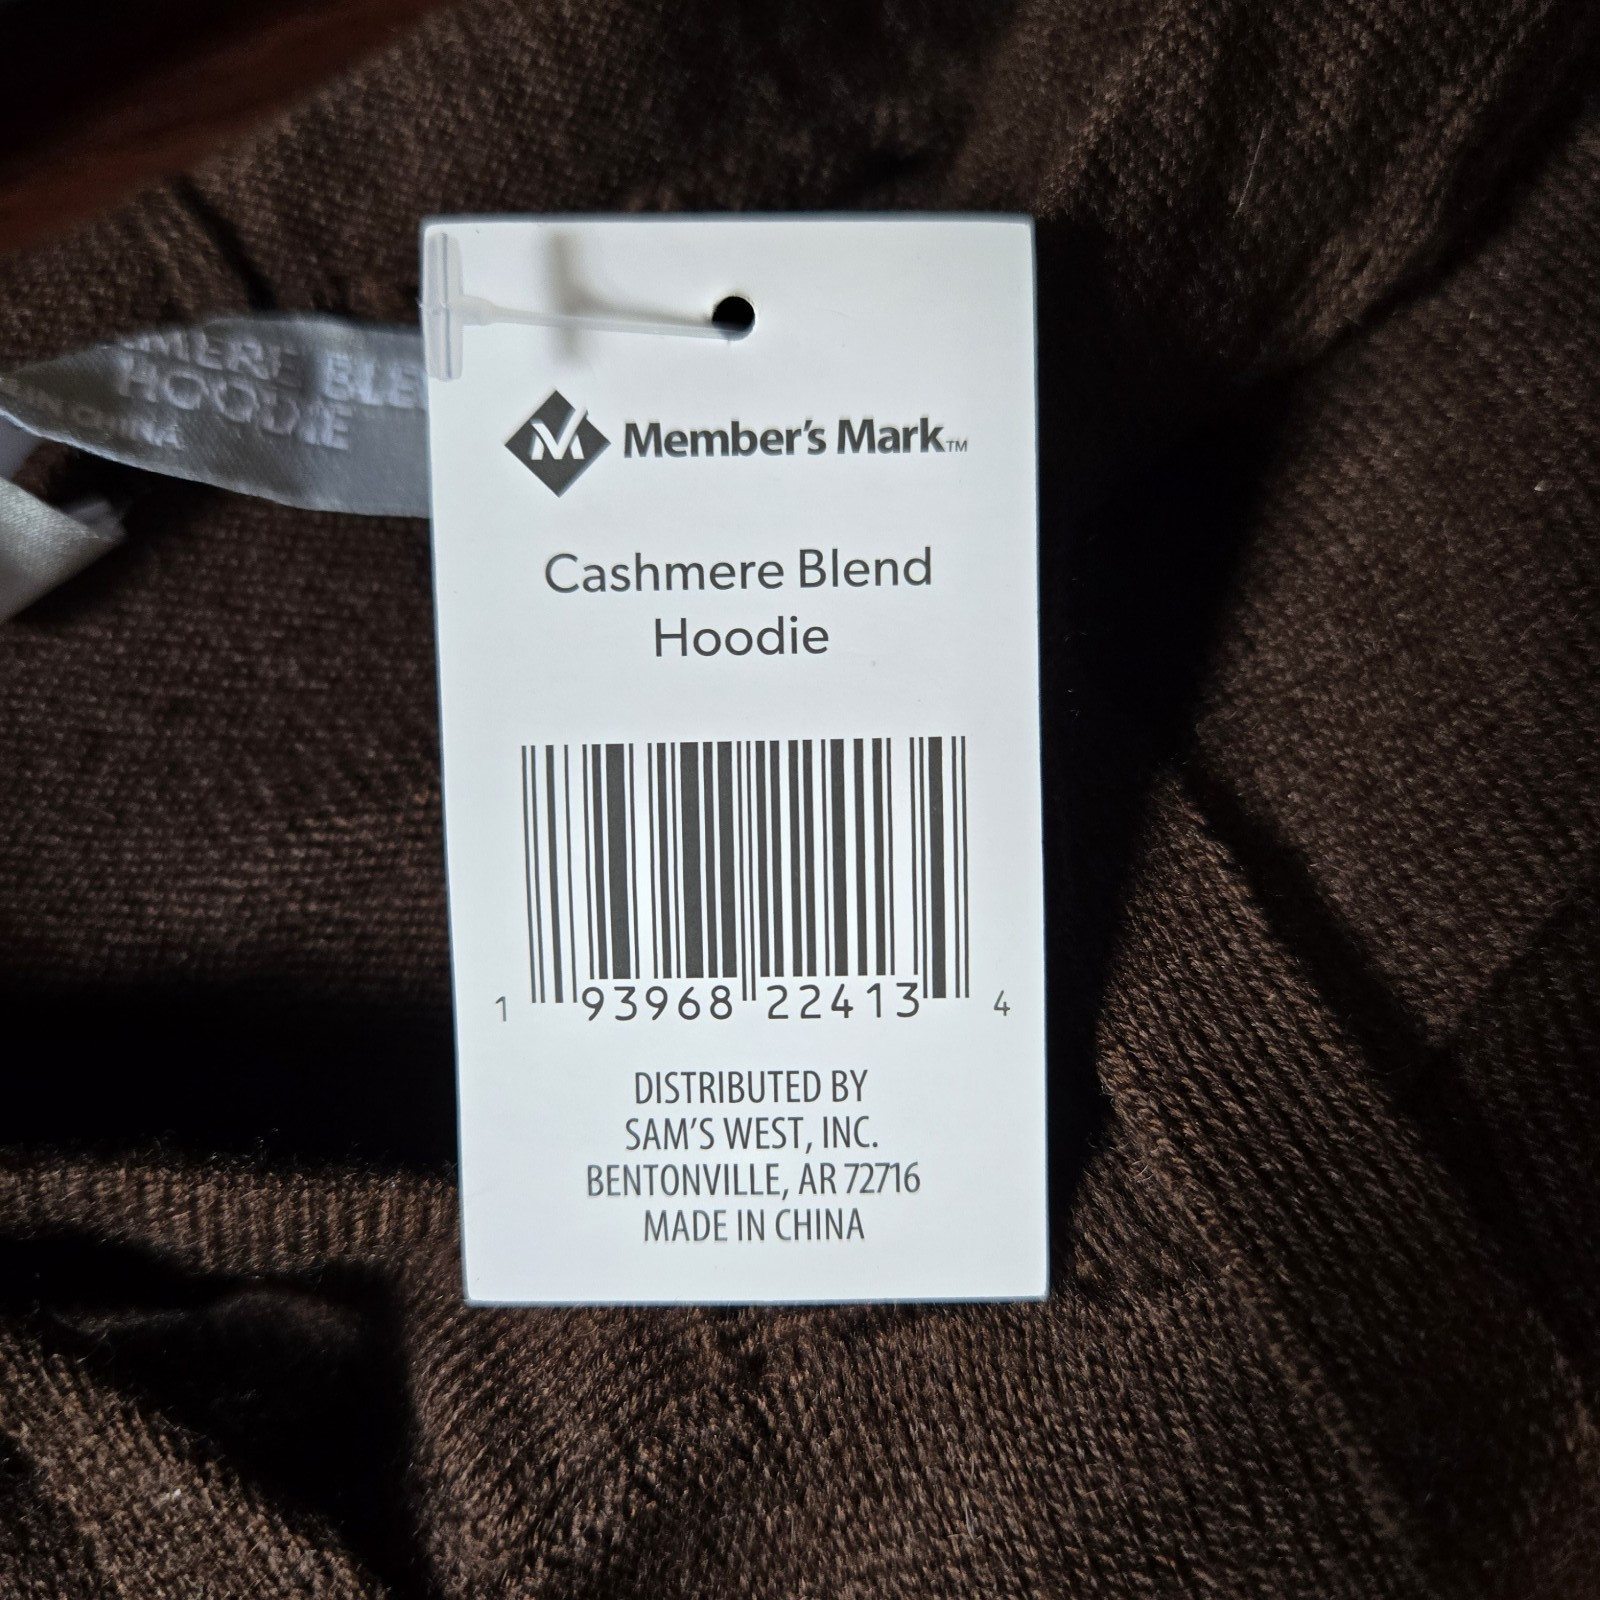 Member's Mark™
Cashmere Blend
Hoodie
1 93968 22413 4
DISTRIBUTED BY
SAM'S WEST, INC.
BENTONVILLE, AR 72716
MADE IN CHINA
HOODIE
CHINA